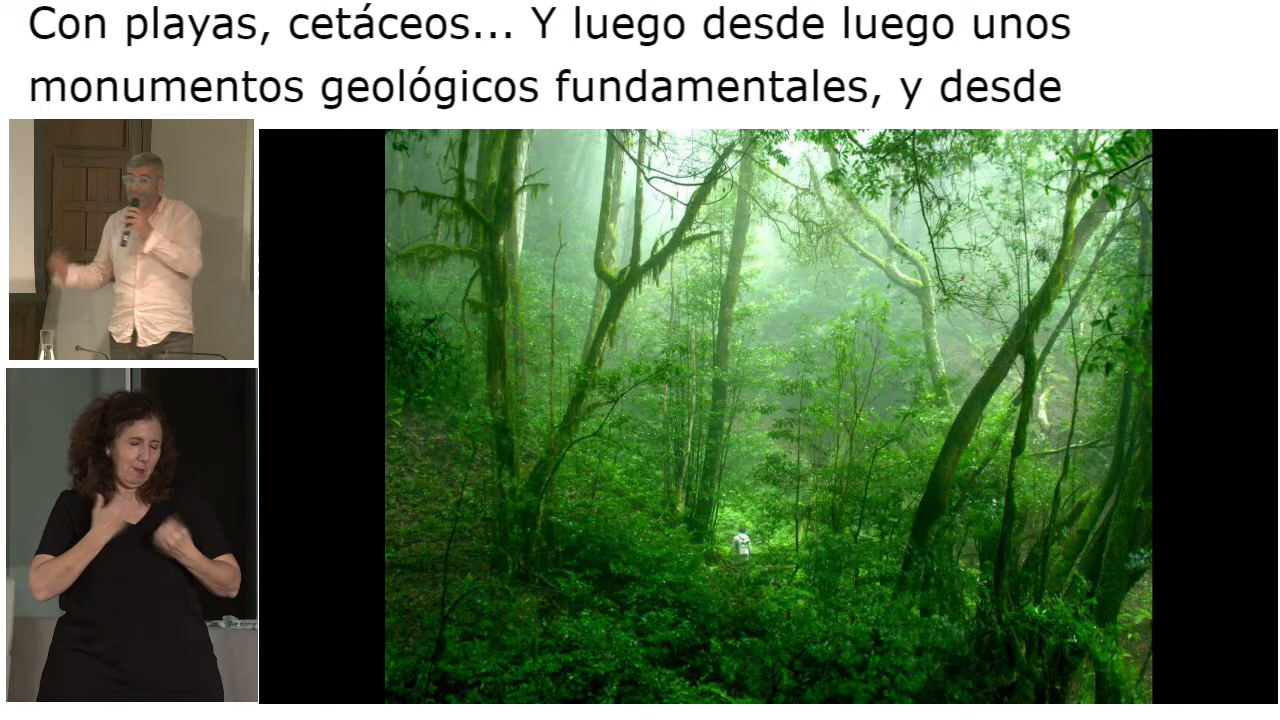 Con playas, cetáceos... Y luego desde luego unos
monumentos geológicos fundamentales, y desde